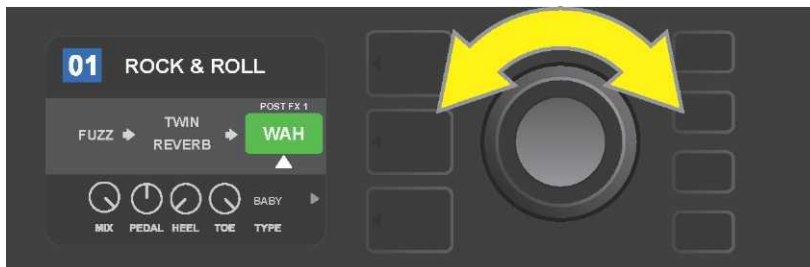 01 ROCK & ROLL
POST FX 1
FUZZ TWIN REVERB WAH
MIX PEDAL HEEL TOE BABY TYPE